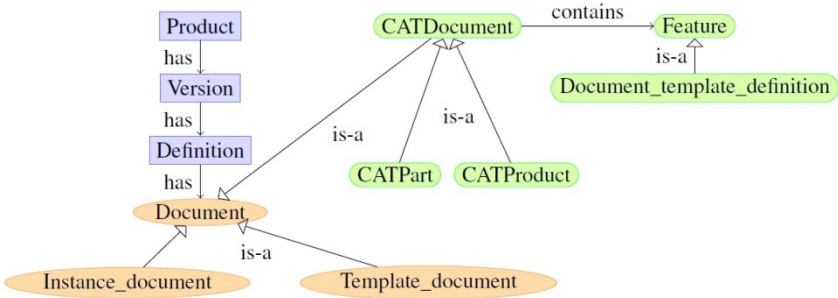 Product
has
Version
has
Definition
has
Document
Instance_document
is-a
Template_document
is-a
CATDocument
contains
Feature
is-a
Document_template_definition
is-a
CATPart
CATProduct